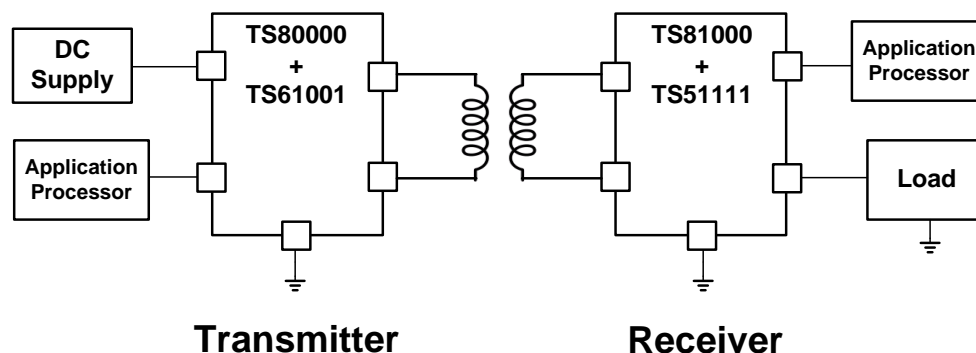 DC
Supply
Application
Processor
TS80000
+
TS61001
TS81000
+
TS51111
Application
Processor
Load
Transmitter
Receiver